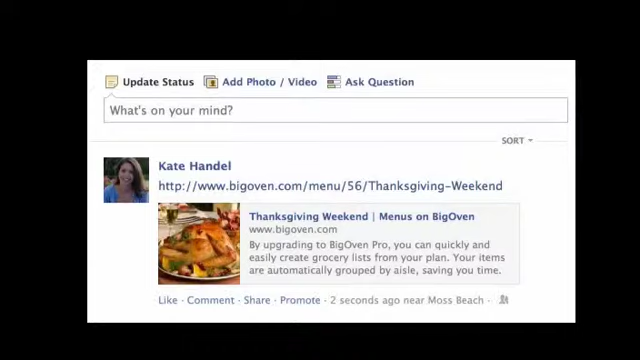 Update Status Add Photo / Video Ask Question
What's on your mind?
SORT
Kate Handel
http://www.bigoven.com/menu/56/Thanksgiving-Weekend
Thanksgiving Weekend | Menus on BigOven
www.bigoven.com
By upgrading to BigOven Pro, you can quickly and
easily create grocery lists from your plan. Your items
are automatically grouped by aisle, saving you time.
Like · Comment · Share · Promote · 2 seconds ago near Moss Beach ·